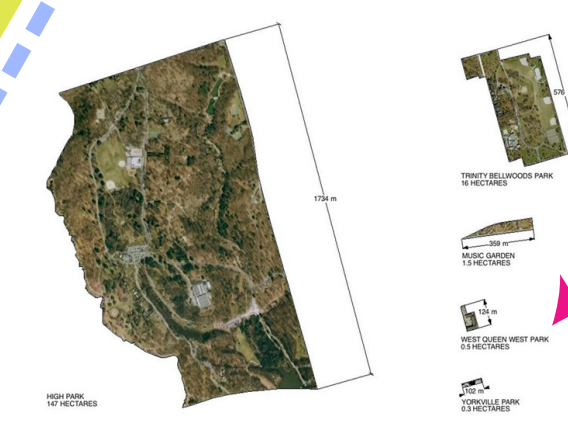 1734 m
HIGH PARK
147 HECTARES
576
TRINITY BELLWOODS PARK
16 HECTARES
359 m
MUSIC GARDEN
1.5 HECTARES
124 m
WEST QUEEN WEST PARK
0.5 HECTARES
102 m
YORKVILLE PARK
0.3 HECTARES